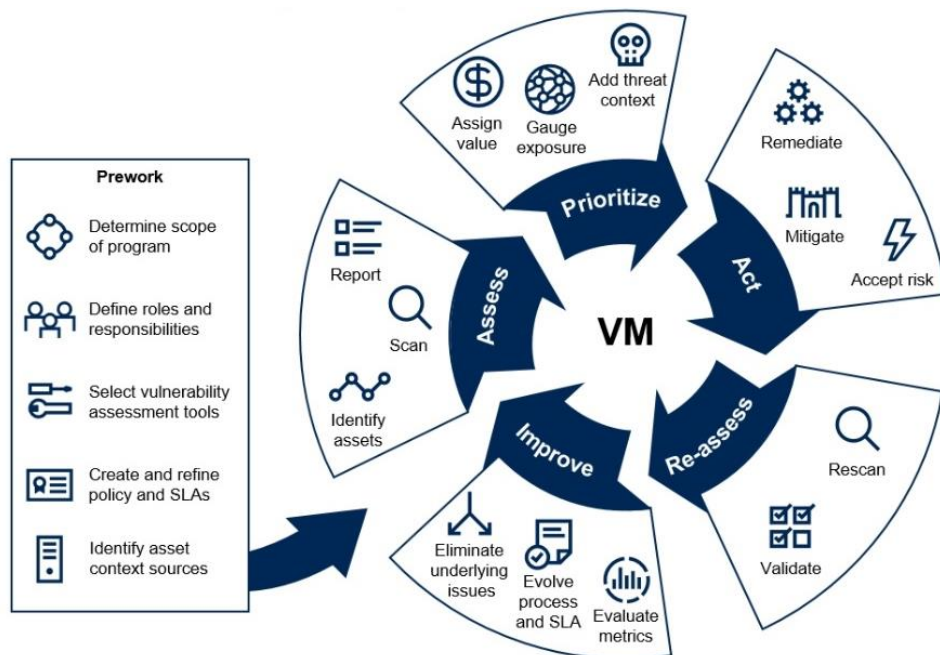 Prework
Determine scope
of program
Define roles and
responsibilities
Select vulnerability
assessment tools
Create and refine
policy and SLAs
Identify asset
context sources
VM
Assess
Identify
assets
Scan
Report
Prioritize
Assign
value
Gauge
exposure
Add threat
context
Act
Remediate
Mitigate
Accept risk
Re-assess
Rescan
Validate
Improve
Evaluate
metrics
Evolve
process
and SLA
Eliminate
underlying
issues